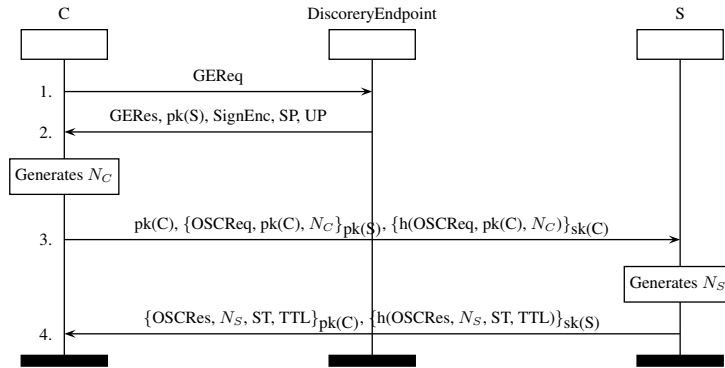 C DiscoreryEndpoint S
1. GEReq
2. GERes, pk(S), SignEnc, SP, UP
Generates N_C
3. pk(C), {OSCReq, pk(C), N_C}_pk(S), {h(OSCReq, pk(C), N_C)}_sk(C)
Generates N_S
4. {OSCRes, N_S, ST, TTL}_pk(C), {h(OSCRes, N_S, ST, TTL)}_sk(S)